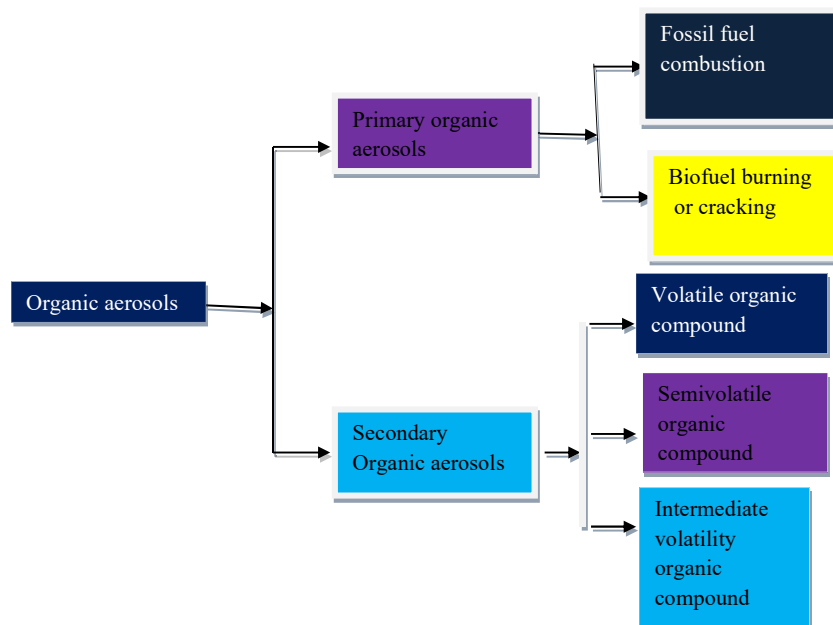 Fossil fuel
combustion
Primary organic
aerosols
Biofuel burning
or cracking
Organic aerosols
Volatile organic
compound
Semivolatile
organic
compound
Secondary
Organic aerosols
Intermediate
volatility
organic
compound